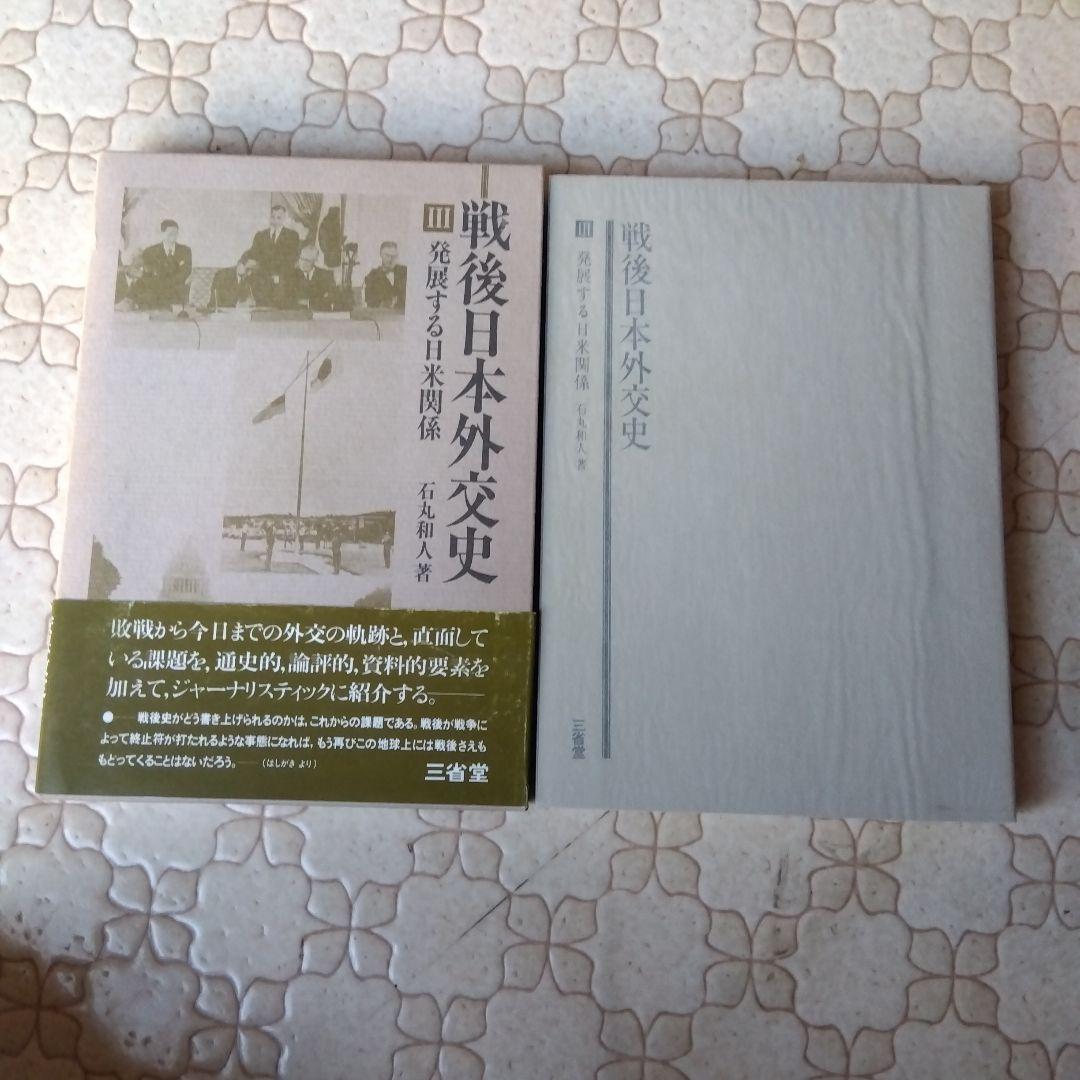 戦後日本外交史
III 発展する日米関係
石丸和人著
敗戦から今日までの外交の軌跡と,直面して
いる課題を,通史的,論評的,資料的要素を
加えて,ジャーナリスティックに紹介する。――
●――戦後史がどう書き上げられるのかは,これからの課題である。戦後が戦争に
よって終止符が打たれるような事態になれば,もう再びこの地球上には戦後さえも
もどってくることはないだろう。――(はしがき より)
三省堂
戦後日本外交史
III 発展する日米関係 石丸和人著
三省堂